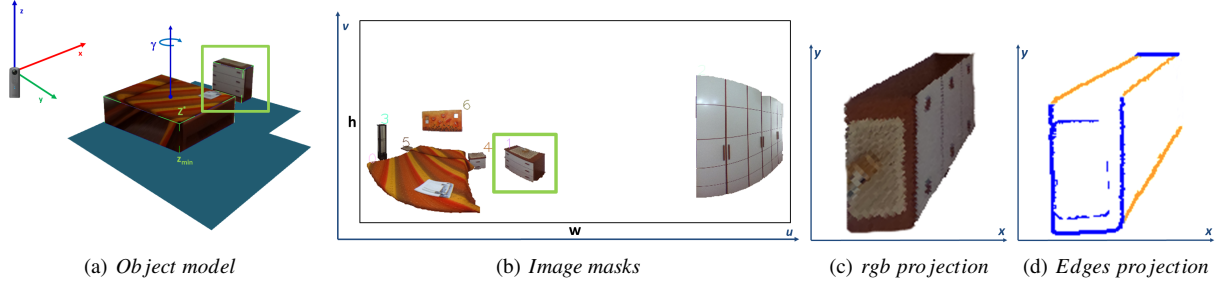 z
x
y
γ
Z*
z_min
v
h
w
u
1
3
4
5
6
y
x
y
x
(a) Object model
(b) Image masks
(c) rgb projection
(d) Edges projection